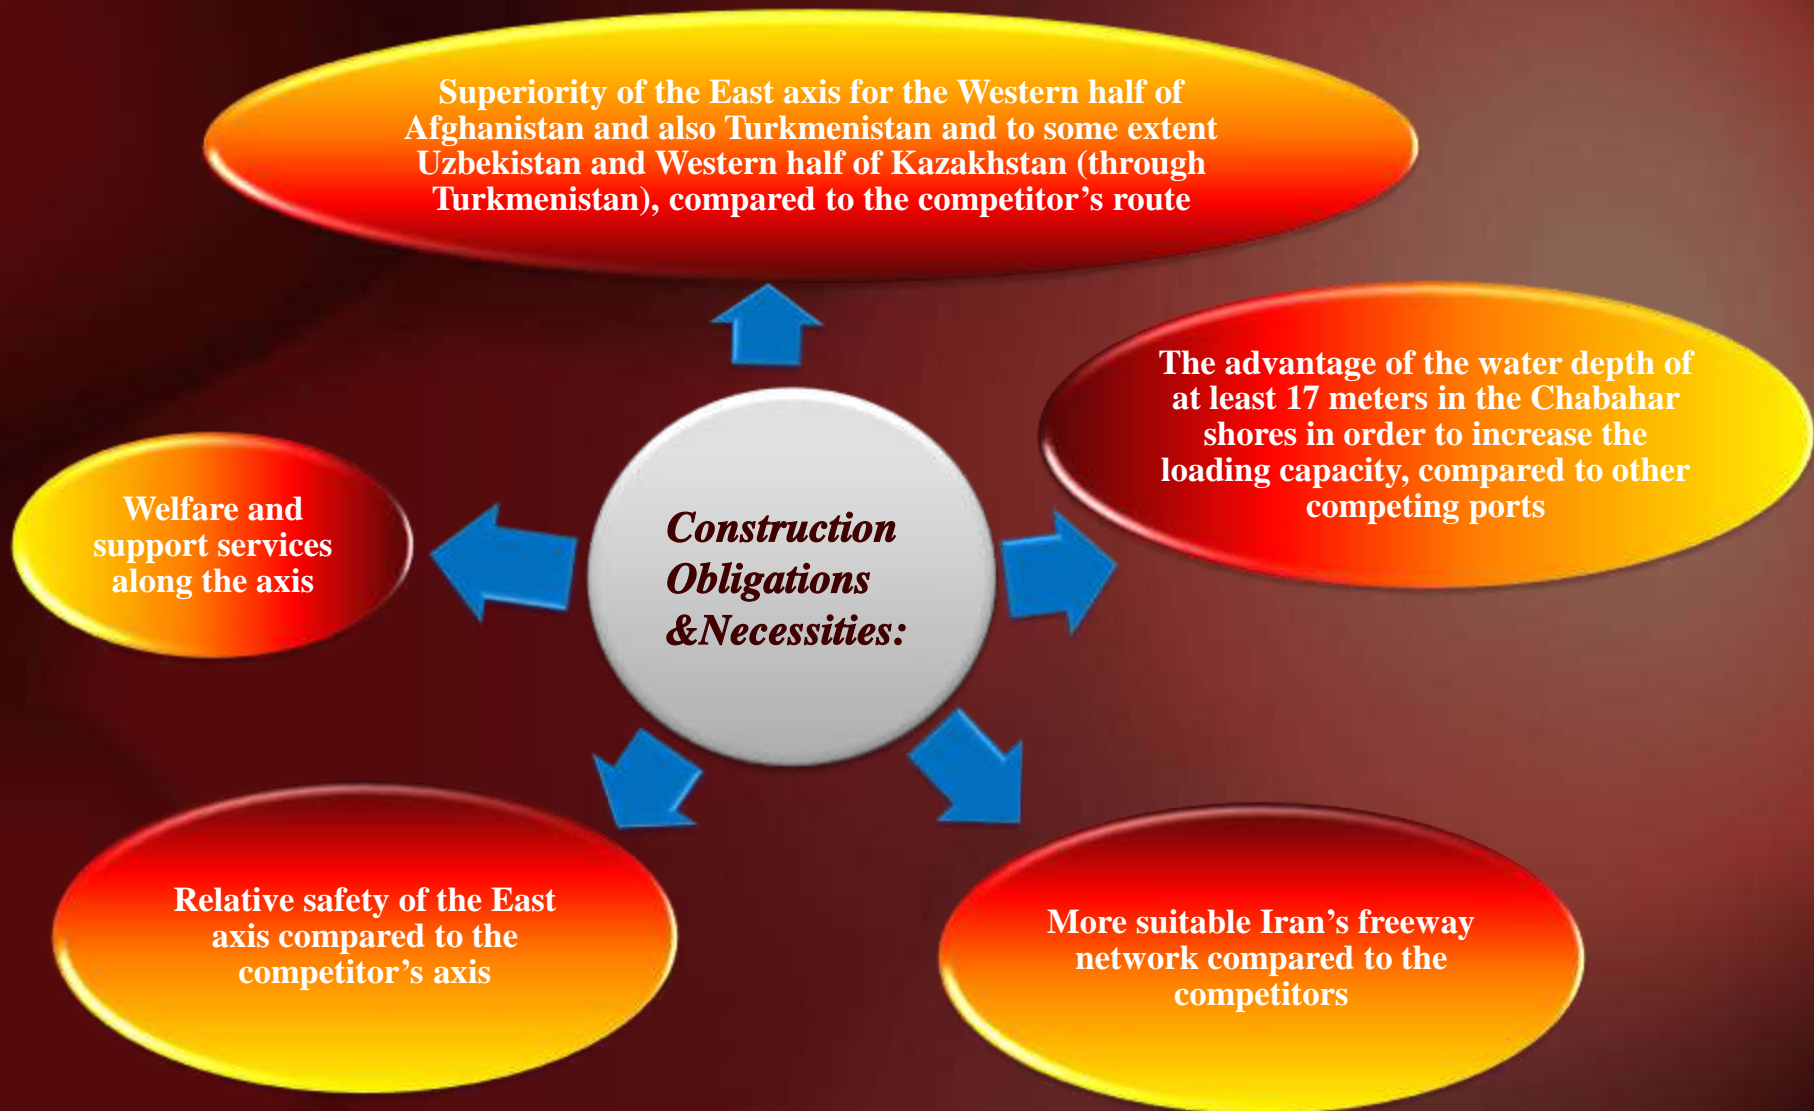 Superiority of the East axis for the Western half of
Afghanistan and also Turkmenistan and to some extent
Uzbekistan and Western half of Kazakhstan (through
Turkmenistan), compared to the competitor’s route
The advantage of the water depth of
at least 17 meters in the Chabahar
shores in order to increase the
loading capacity, compared to other
competing ports
Welfare and
support services
along the axis
Construction
Obligations
&Necessities:
Relative safety of the East
axis compared to the
competitor’s axis
More suitable Iran’s freeway
network compared to the
competitors